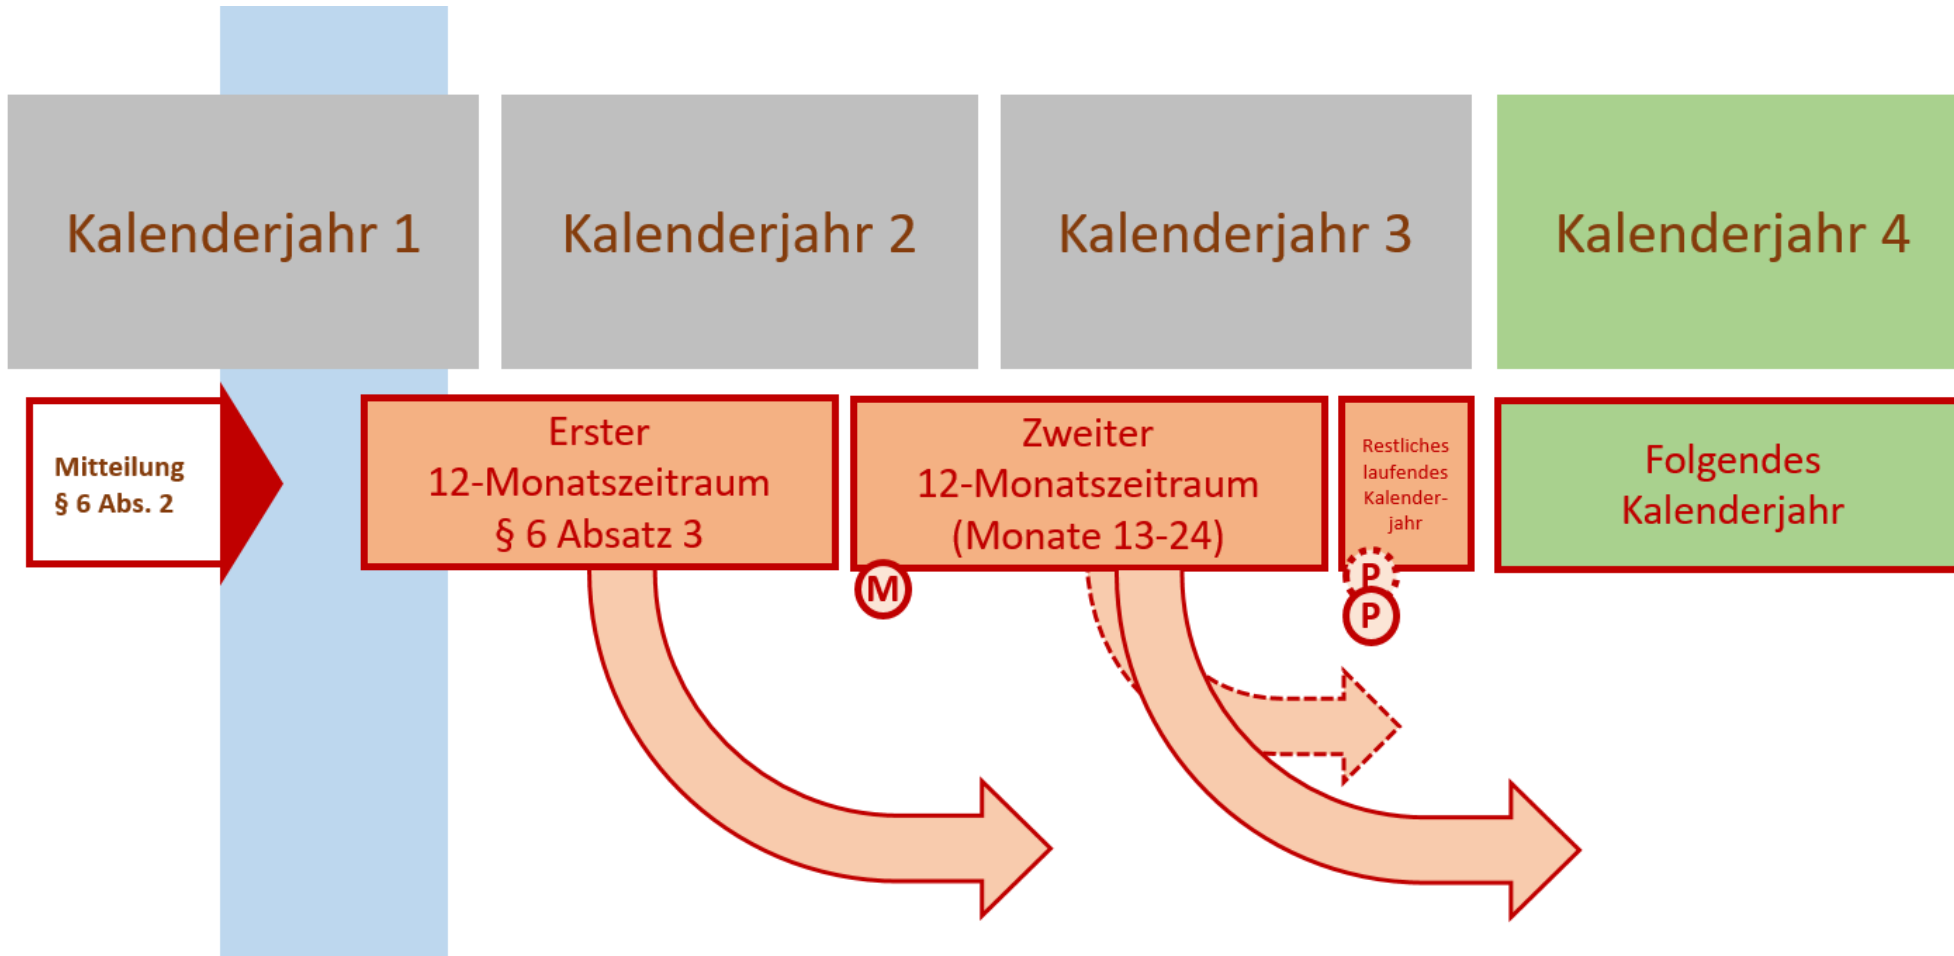 Kalenderjahr 1
Kalenderjahr 2
Kalenderjahr 3
Kalenderjahr 4
Mitteilung
§ 6 Abs. 2
Erster
12-Monatszeitraum
§ 6 Absatz 3
Zweiter
12-Monatszeitraum
(Monate 13-24)
Restliches
laufendes
Kalender-
jahr
Folgendes
Kalenderjahr
M
P
P